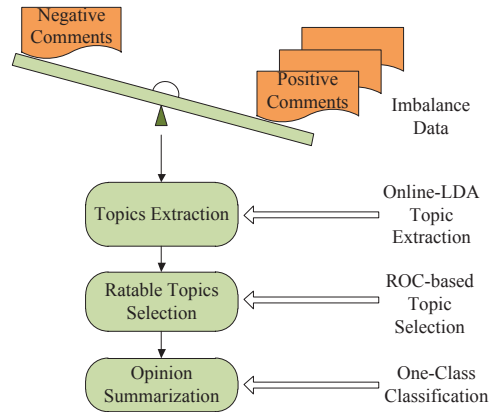 Negative
Comments
Positive
Comments
Imbalance
Data
Topics Extraction
Online-LDA
Topic
Extraction
Ratable Topics
Selection
ROC-based
Topic
Selection
Opinion
Summarization
One-Class
Classification